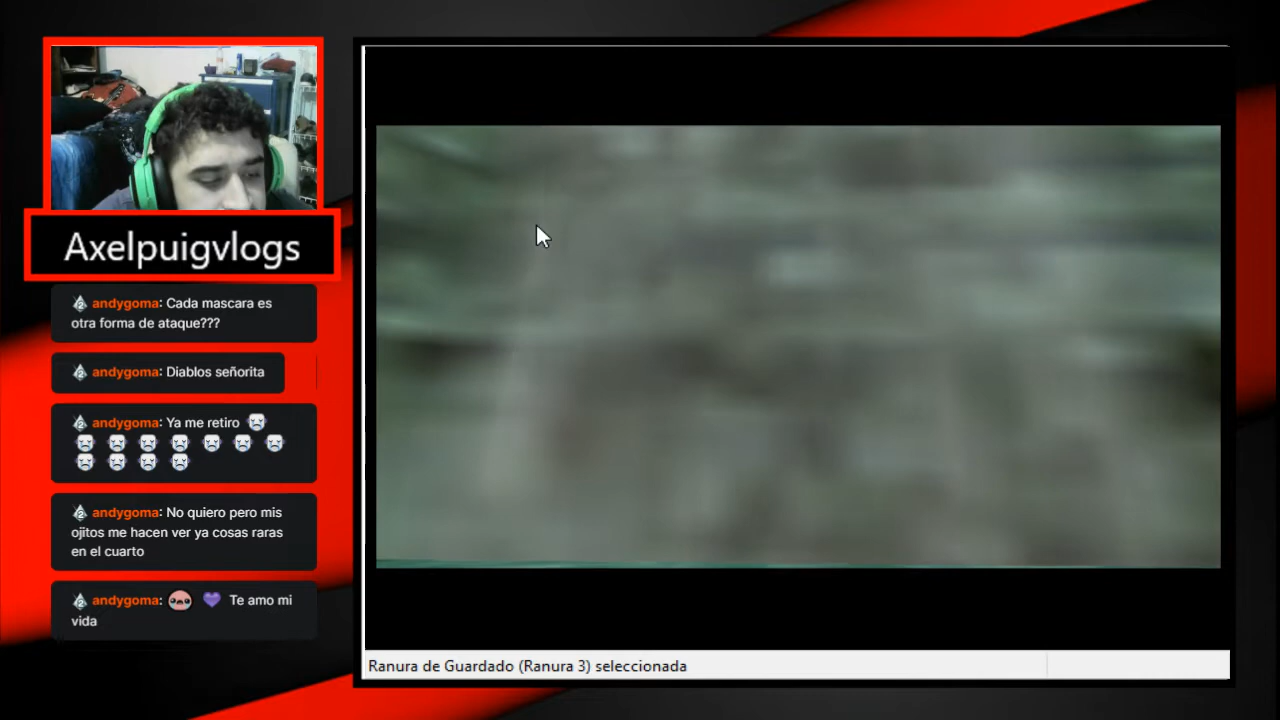 Axelpuigvlogs
andygoma: Cada mascara es
otra forma de ataque???
andygoma: Diablos señorita
andygoma: Ya me retiro
andygoma: No quiero pero mis
ojitos me hacen ver ya cosas raras
en el cuarto
andygoma: Te amo mi
vida
Ranura de Guardado (Ranura 3) seleccionada